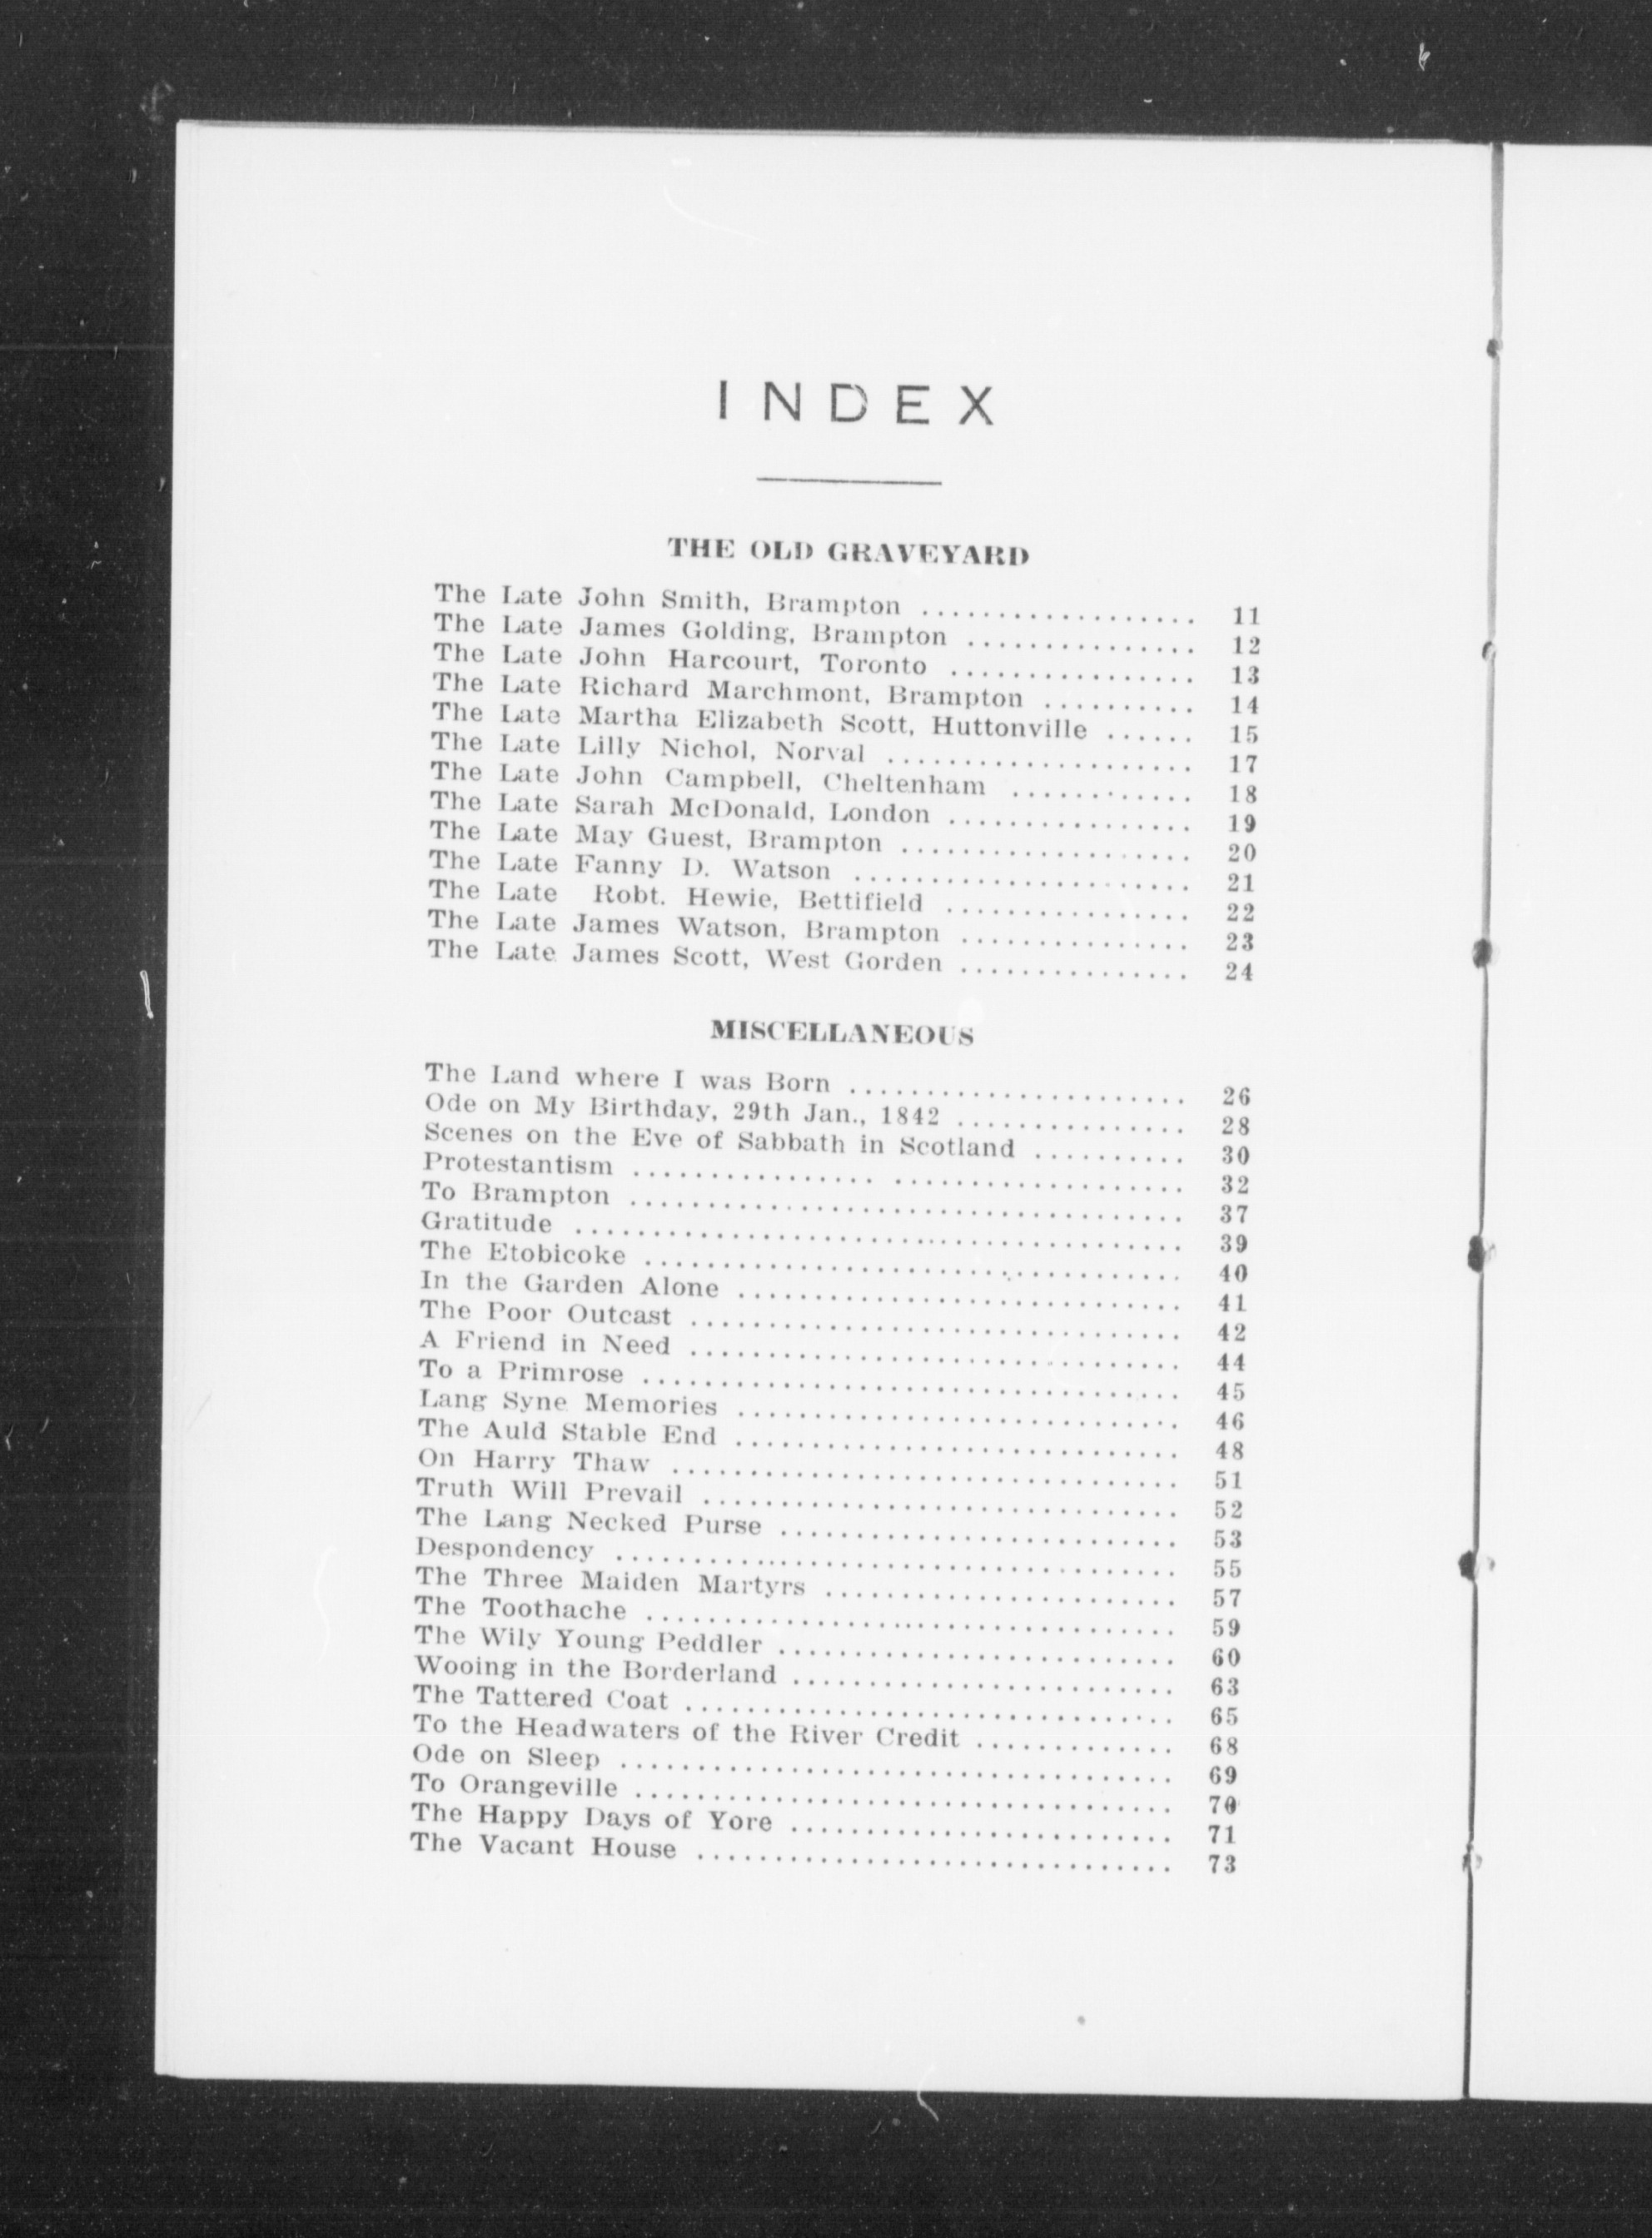 INDEX
THE OLD GRAVEYARD
The Late John Smith, Brampton .................. 11
The Late James Golding, Brampton ............... 12
The Late John Harcourt, Toronto ................ 13
The Late Richard Marchmont, Brampton .......... 14
The Late Martha Elizabeth Scott, Huttonville ...... 15
The Late Lilly Nichol, Norval .................... 17
The Late John Campbell, Cheltenham ............ 18
The Late Sarah McDonald, London ................ 19
The Late May Guest, Brampton ................... 20
The Late Fanny D. Watson ...................... 21
The Late Robt. Hewie, Bettifield ................ 22
The Late James Watson, Brampton ............... 23
The Late James Scott, West Gorden ............... 24
MISCELLANEOUS
The Land where I was Born ...................... 26
Ode on My Birthday, 29th Jan., 1842 ............... 28
Scenes on the Eve of Sabbath in Scotland .......... 30
Protestantism ................ ................... 32
To Brampton .................................... 37
Gratitude ....................................... 39
The Etobicoke ................................... 40
In the Garden Alone ............................. 41
The Poor Outcast ................................ 42
A Friend in Need ................................ 44
To a Primrose ................................... 45
Lang Syne Memories ............................. 46
The Auld Stable End ............................. 48
On Harry Thaw ................................. 51
Truth Will Prevail ............................... 52
The Lang Necked Purse .......................... 53
Despondency .................................... 55
The Three Maiden Martyrs ....................... 57
The Toothache .................................. 59
The Wily Young Peddler .......................... 60
Wooing in the Borderland ......................... 63
The Tattered Coat ................................ 65
To the Headwaters of the River Credit ............. 68
Ode on Sleep .................................... 69
To Orangeville ................................... 70
The Happy Days of Yore ......................... 71
The Vacant House ............................... 73